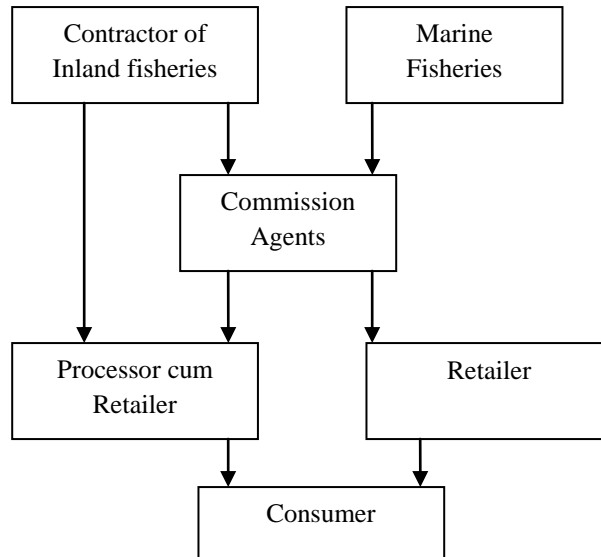 Contractor of
Inland fisheries
Marine
Fisheries
Commission
Agents
Processor cum
Retailer
Retailer
Consumer